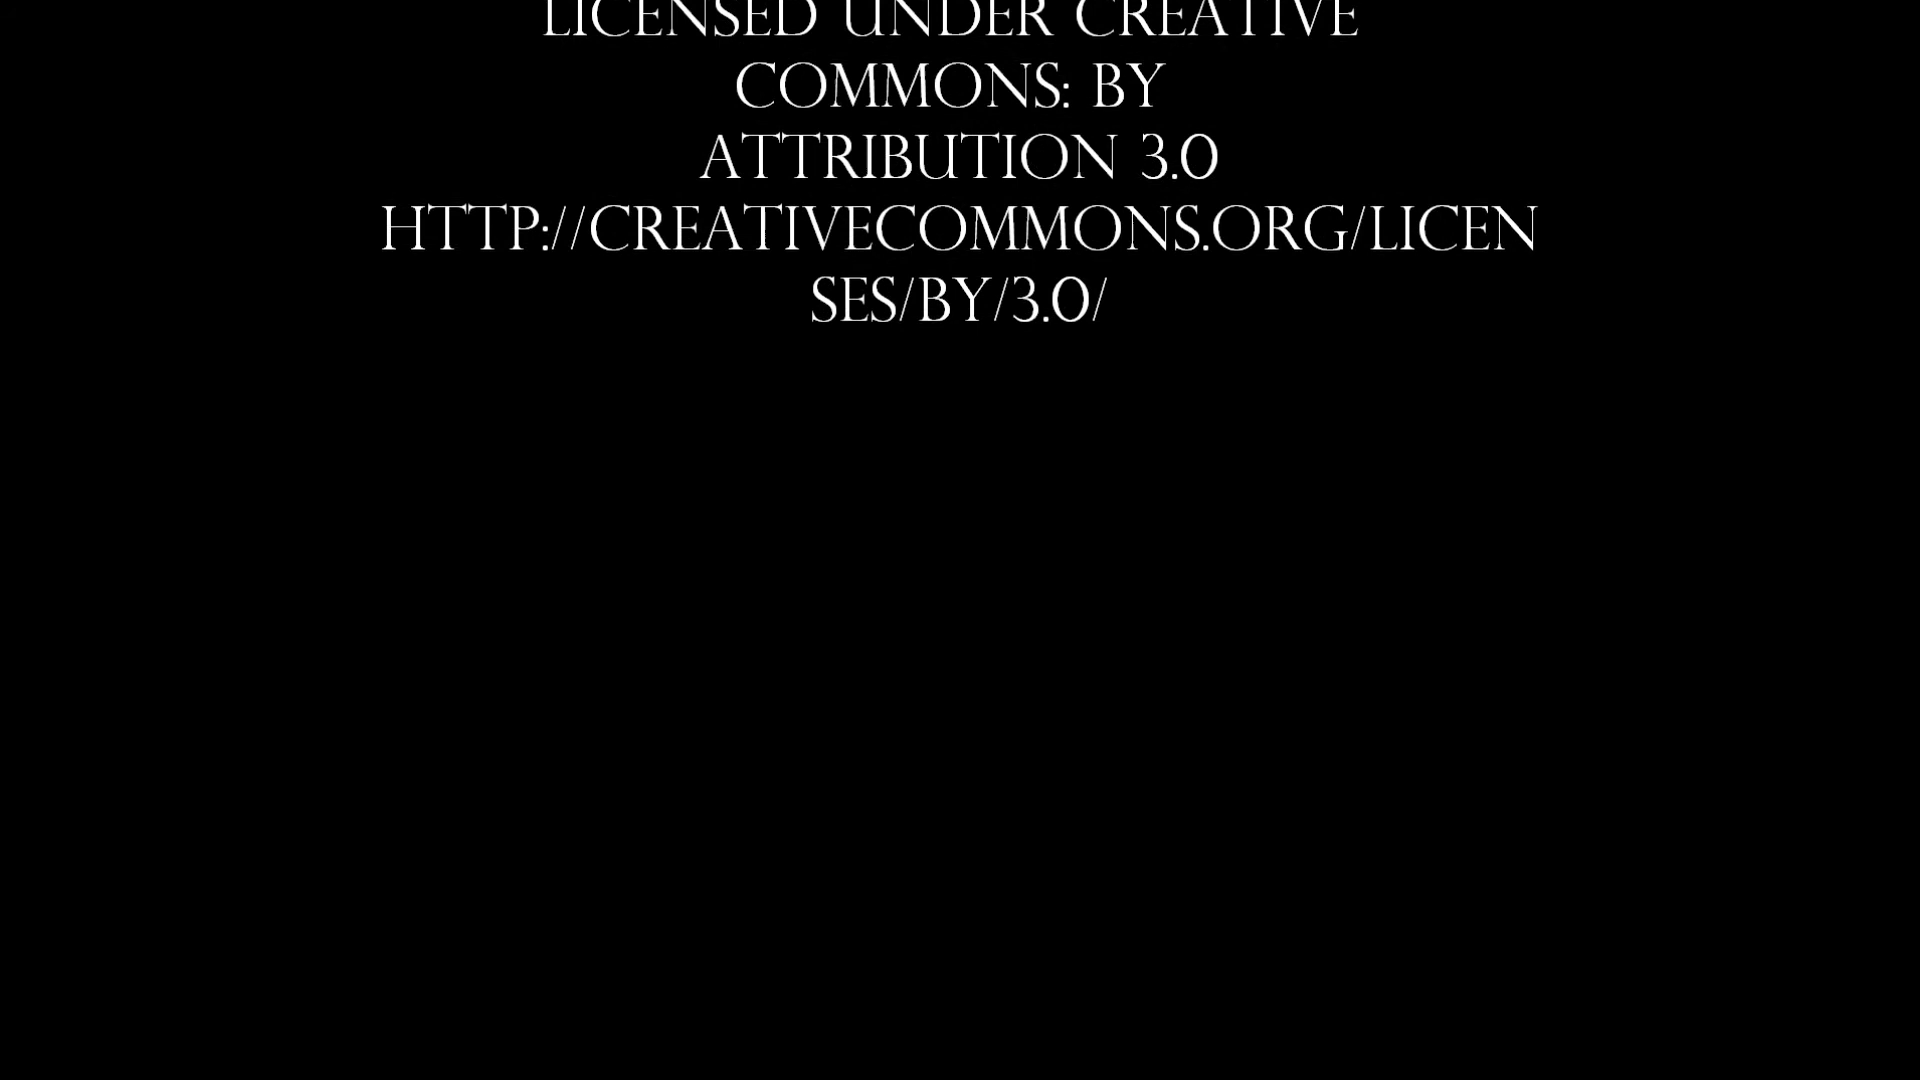 LICENSED UNDER CREATIVE
COMMONS: BY
ATTRIBUTION 3.0
HTTP://CREATIVECOMMONS.ORG/LICEN
SES/BY/3.0/